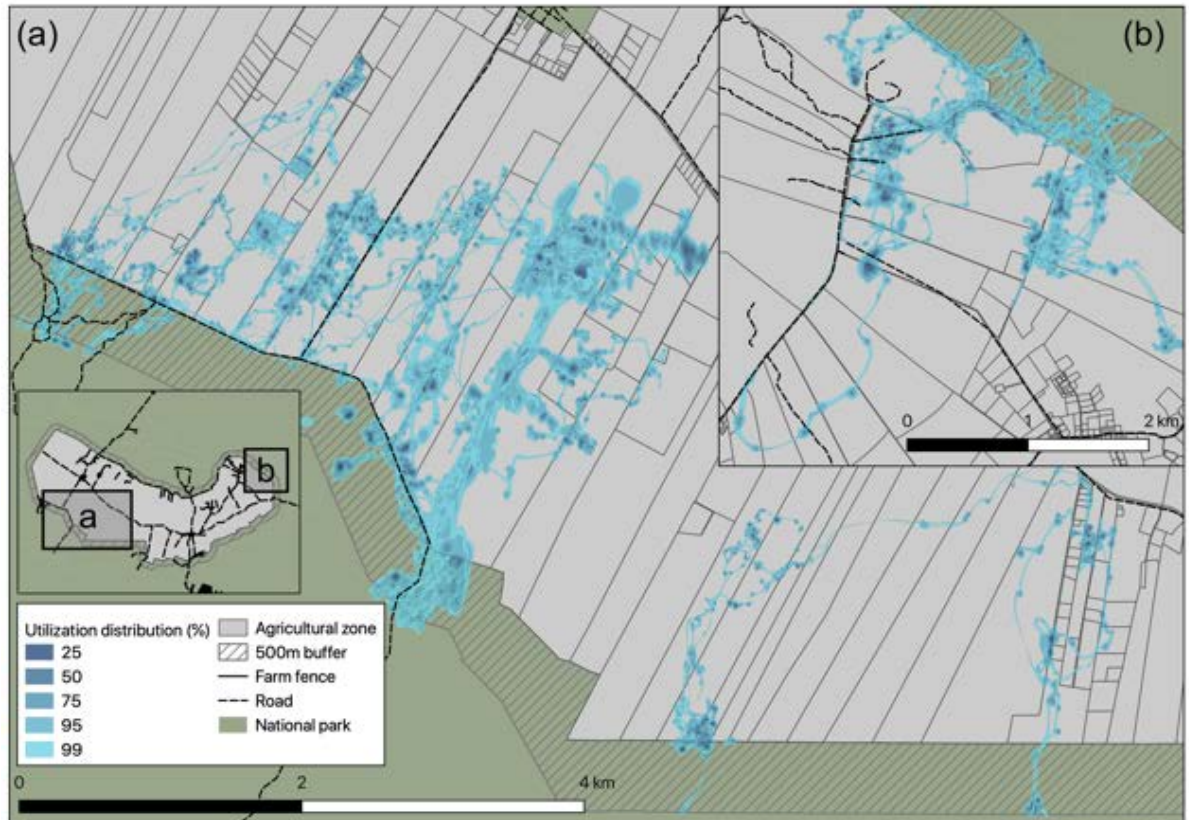 (a)
(b)
0 1 2 km
a
b
Utilization distribution (%)
25
50
75
95
99
Agricultural zone
500m buffer
Farm fence
Road
National park
0 2 4 km